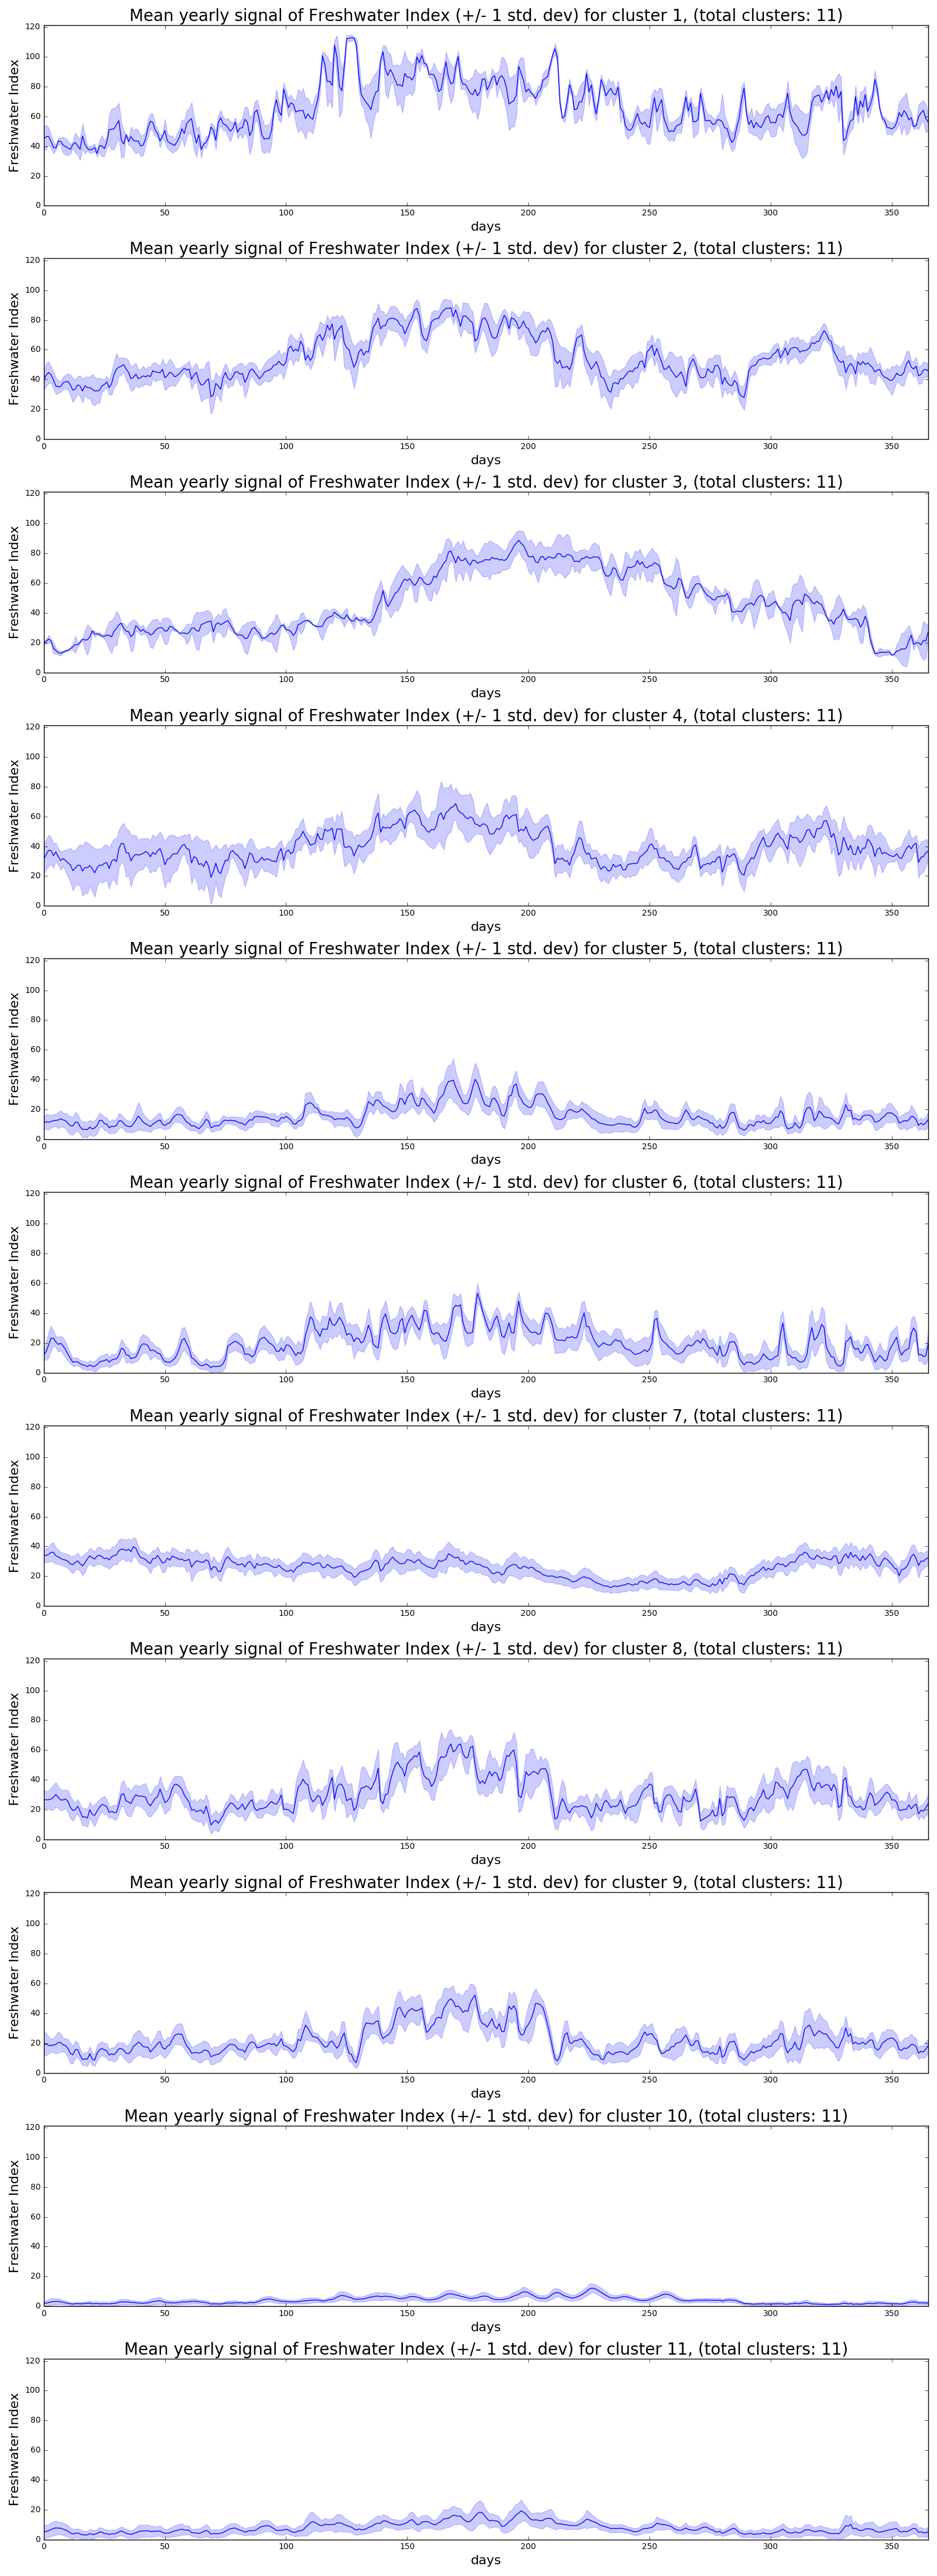 Mean yearly signal of Freshwater Index (+/- 1 std. dev) for cluster 1, (total clusters: 11)
120
100
80
60
40
20
0
Freshwater Index
0 50 100 150 200 250 300 350
days
Mean yearly signal of Freshwater Index (+/- 1 std. dev) for cluster 2, (total clusters: 11)
120
100
80
60
40
20
0
Freshwater Index
0 50 100 150 200 250 300 350
days
Mean yearly signal of Freshwater Index (+/- 1 std. dev) for cluster 3, (total clusters: 11)
120
100
80
60
40
20
0
Freshwater Index
0 50 100 150 200 250 300 350
days
Mean yearly signal of Freshwater Index (+/- 1 std. dev) for cluster 4, (total clusters: 11)
120
100
80
60
40
20
0
Freshwater Index
0 50 100 150 200 250 300 350
days
Mean yearly signal of Freshwater Index (+/- 1 std. dev) for cluster 5, (total clusters: 11)
120
100
80
60
40
20
0
Freshwater Index
0 50 100 150 200 250 300 350
days
Mean yearly signal of Freshwater Index (+/- 1 std. dev) for cluster 6, (total clusters: 11)
120
100
80
60
40
20
0
Freshwater Index
0 50 100 150 200 250 300 350
days
Mean yearly signal of Freshwater Index (+/- 1 std. dev) for cluster 7, (total clusters: 11)
120
100
80
60
40
20
0
Freshwater Index
0 50 100 150 200 250 300 350
days
Mean yearly signal of Freshwater Index (+/- 1 std. dev) for cluster 8, (total clusters: 11)
120
100
80
60
40
20
0
Freshwater Index
0 50 100 150 200 250 300 350
days
Mean yearly signal of Freshwater Index (+/- 1 std. dev) for cluster 9, (total clusters: 11)
120
100
80
60
40
20
0
Freshwater Index
0 50 100 150 200 250 300 350
days
Mean yearly signal of Freshwater Index (+/- 1 std. dev) for cluster 10, (total clusters: 11)
120
100
80
60
40
20
0
Freshwater Index
0 50 100 150 200 250 300 350
days
Mean yearly signal of Freshwater Index (+/- 1 std. dev) for cluster 11, (total clusters: 11)
120
100
80
60
40
20
0
Freshwater Index
0 50 100 150 200 250 300 350
days